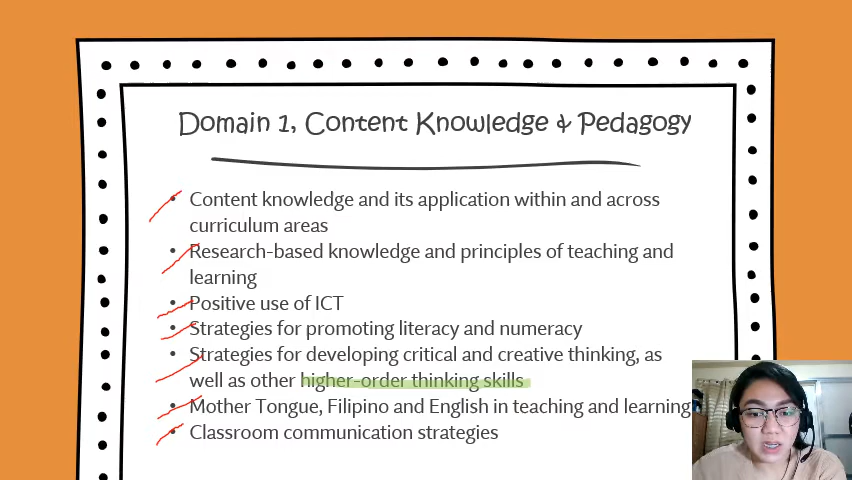 Domain 1, Content Knowledge & Pedagogy
• Content knowledge and its application within and across
curriculum areas
• Research-based knowledge and principles of teaching and
learning
• Positive use of ICT
• Strategies for promoting literacy and numeracy
• Strategies for developing critical and creative thinking, as
well as other higher-order thinking skills
• Mother Tongue, Filipino and English in teaching and learning
• Classroom communication strategies